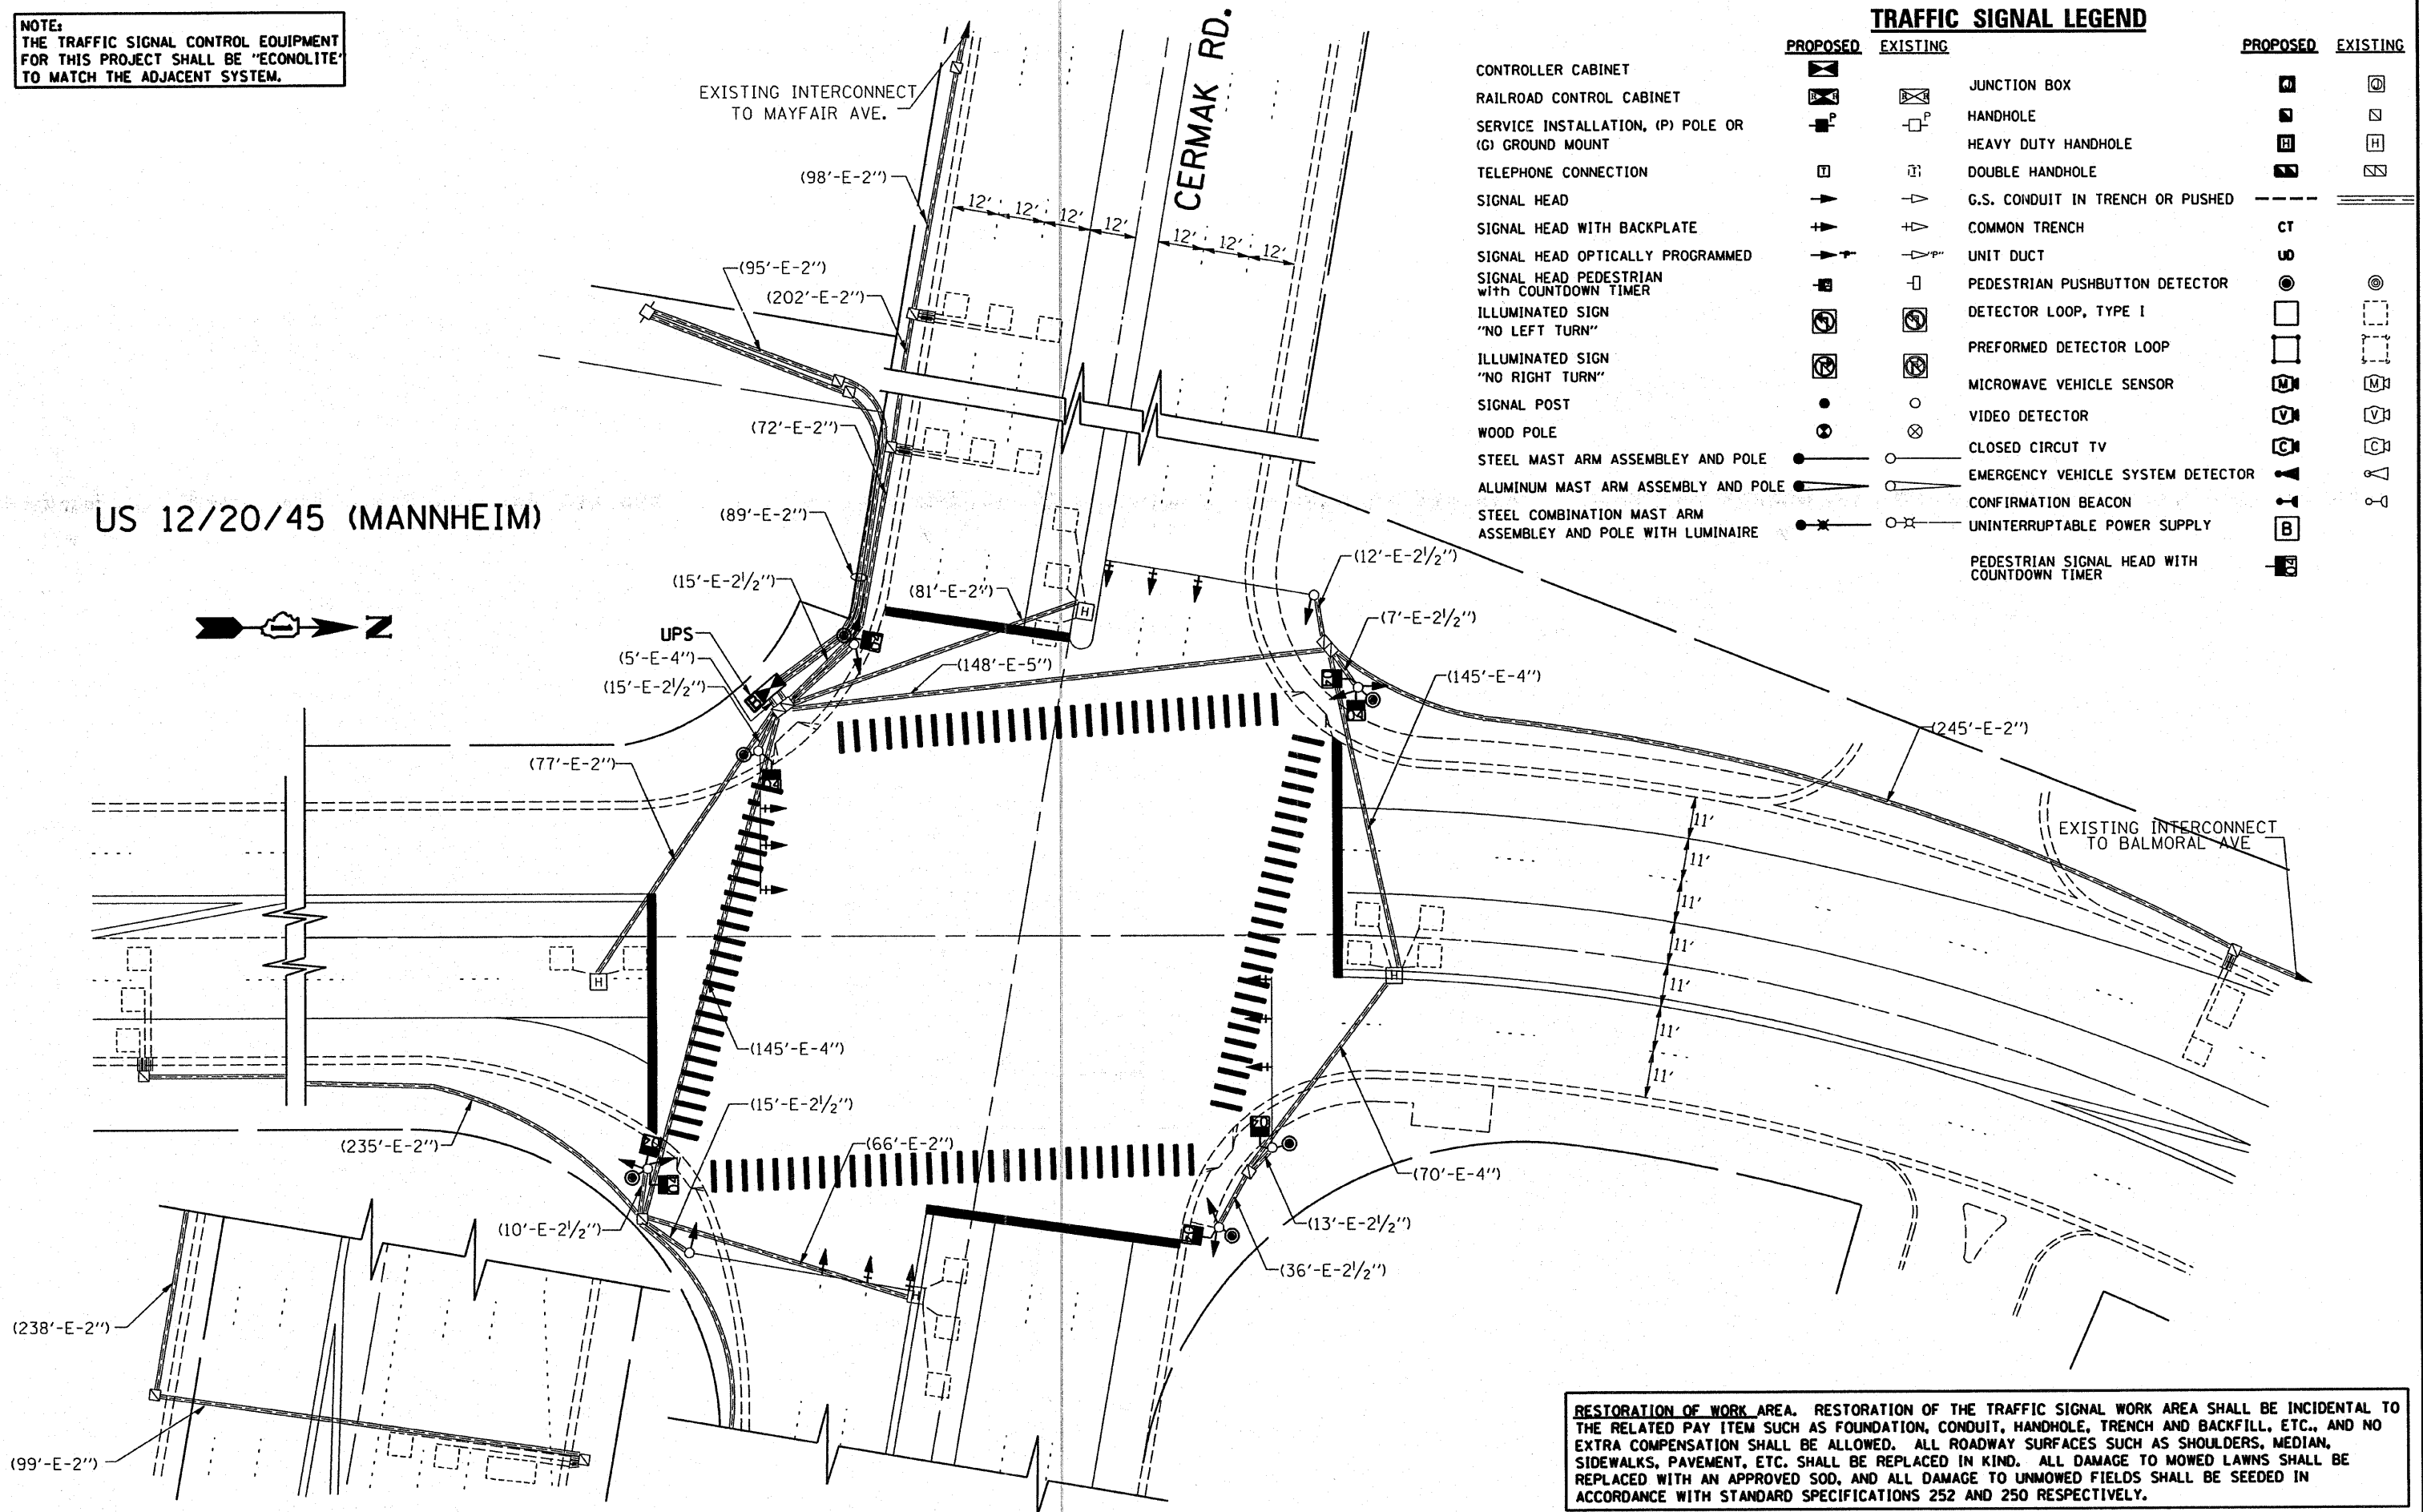 NOTE:
THE TRAFFIC SIGNAL CONTROL EQUIPMENT
FOR THIS PROJECT SHALL BE "ECONOLITE"
TO MATCH THE ADJACENT SYSTEM.
EXISTING INTERCONNECT
TO MAYFAIR AVE.
CERMAK RD.
(98'-E-2")
12' 12' 12' 12' 12' 12' 12'
(95'-E-2")
(202'-E-2")
(72'-E-2")
US 12/20/45 (MANNHEIM)
(89'-E-2")
(15'-E-2½")
(81'-E-2")
(12'-E-2½")
N
UPS
(5'-E-4")
(15'-E-2½")
B
(148'-E-5")
(7'-E-2½")
(145'-E-4")
(245'-E-2")
(77'-E-2")
EXISTING INTERCONNECT
TO BALMORAL AVE
11'
11'
11'
11'
11'
11'
11'
H
H
H
H
(145'-E-4")
(15'-E-2½")
(66'-E-2")
(235'-E-2")
(70'-E-4")
(10'-E-2½")
(13'-E-2½")
(36'-E-2½")
(238'-E-2")
(99'-E-2")
TRAFFIC SIGNAL LEGEND
PROPOSED EXISTING
CONTROLLER CABINET
RAILROAD CONTROL CABINET
SERVICE INSTALLATION, (P) POLE OR P P
(G) GROUND MOUNT
TELEPHONE CONNECTION T T
SIGNAL HEAD
SIGNAL HEAD WITH BACKPLATE
SIGNAL HEAD OPTICALLY PROGRAMMED "P" "P"
SIGNAL HEAD PEDESTRIAN
with COUNTDOWN TIMER
ILLUMINATED SIGN
"NO LEFT TURN"
ILLUMINATED SIGN
"NO RIGHT TURN"
SIGNAL POST
WOOD POLE
STEEL MAST ARM ASSEMBLEY AND POLE
ALUMINUM MAST ARM ASSEMBLY AND POLE
STEEL COMBINATION MAST ARM
ASSEMBLEY AND POLE WITH LUMINAIRE
PROPOSED EXISTING
JUNCTION BOX J J
HANDHOLE
HEAVY DUTY HANDHOLE H H
DOUBLE HANDHOLE
G.S. CONDUIT IN TRENCH OR PUSHED
COMMON TRENCH CT
UNIT DUCT UD
PEDESTRIAN PUSHBUTTON DETECTOR
DETECTOR LOOP, TYPE I
PREFORMED DETECTOR LOOP
MICROWAVE VEHICLE SENSOR M M
VIDEO DETECTOR V V
CLOSED CIRCUT TV C C
EMERGENCY VEHICLE SYSTEM DETECTOR
CONFIRMATION BEACON
UNINTERRUPTABLE POWER SUPPLY B
PEDESTRIAN SIGNAL HEAD WITH
COUNTDOWN TIMER
RESTORATION OF WORK AREA. RESTORATION OF THE TRAFFIC SIGNAL WORK AREA SHALL BE INCIDENTAL TO
THE RELATED PAY ITEM SUCH AS FOUNDATION, CONDUIT, HANDHOLE, TRENCH AND BACKFILL, ETC., AND NO
EXTRA COMPENSATION SHALL BE ALLOWED. ALL ROADWAY SURFACES SUCH AS SHOULDERS, MEDIAN,
SIDEWALKS, PAVEMENT, ETC. SHALL BE REPLACED IN KIND. ALL DAMAGE TO MOWED LAWNS SHALL BE
REPLACED WITH AN APPROVED SOD, AND ALL DAMAGE TO UNMOWED FIELDS SHALL BE SEEDED IN
ACCORDANCE WITH STANDARD SPECIFICATIONS 252 AND 250 RESPECTIVELY.